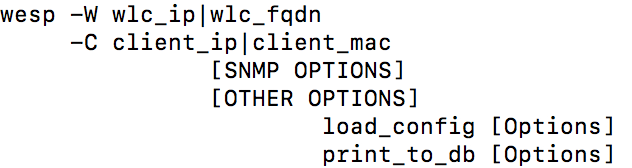 wesp -W wlc_ip|wlc_fqdn
-C client_ip|client_mac
[SNMP OPTIONS]
[OTHER OPTIONS]
load_config [Options]
print_to_db [Options]